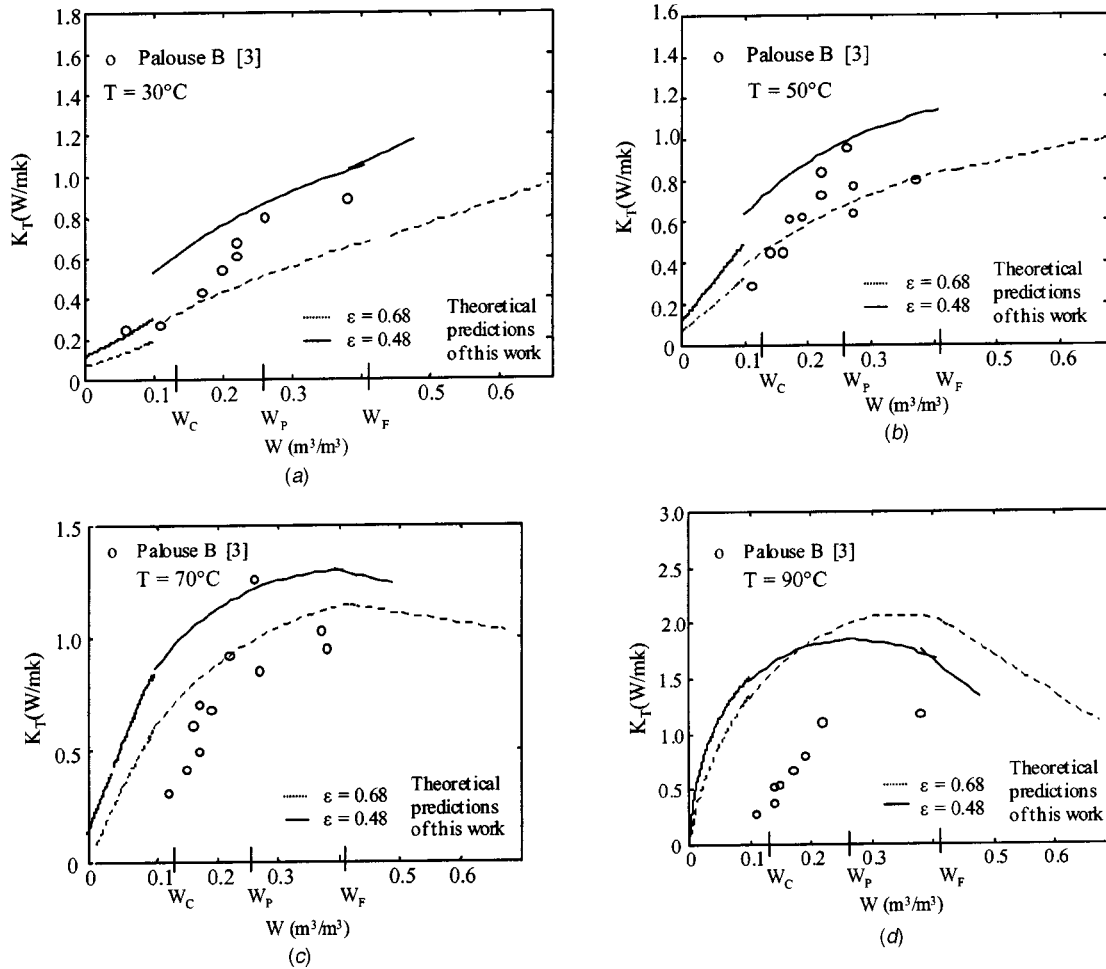 1.8
1.6
1.4
1.2
1.0
0.8
0.6
0.4
0.2
0
K_T(W/mk)
Palouse B [3]
T = 30°C
ε = 0.68
ε = 0.48
Theoretical
predictions
of this work
0 0.1 0.2 0.3 0.5 0.6
W_C W_P W_F
W (m³/m³)
(a)
1.6
1.4
1.2
1.0
0.8
0.6
0.4
0.2
0
K_T(W/mk)
Palouse B [3]
T = 50°C
ε = 0.68
ε = 0.48
Theoretical
predictions
of this work
0 0.1 0.2 0.3 0.5 0.6
W_C W_P W_F
W (m³/m³)
(b)
1.5
1.0
0.5
0
K_T(W/mk)
Palouse B [3]
T = 70°C
ε = 0.68
ε = 0.48
Theoretical
predictions
of this work
0 0.1 0.2 0.3 0.5 0.6
W_C W_P W_F
W (m³/m³)
(c)
3.0
2.5
2.0
1.5
1.0
0.5
0
K_T(W/mk)
Palouse B [3]
T = 90°C
ε = 0.68
ε = 0.48
Theoretical
predictions
of this work
0 0.1 0.2 0.3 0.5 0.6
W_C W_P W_F
W (m³/m³)
(d)